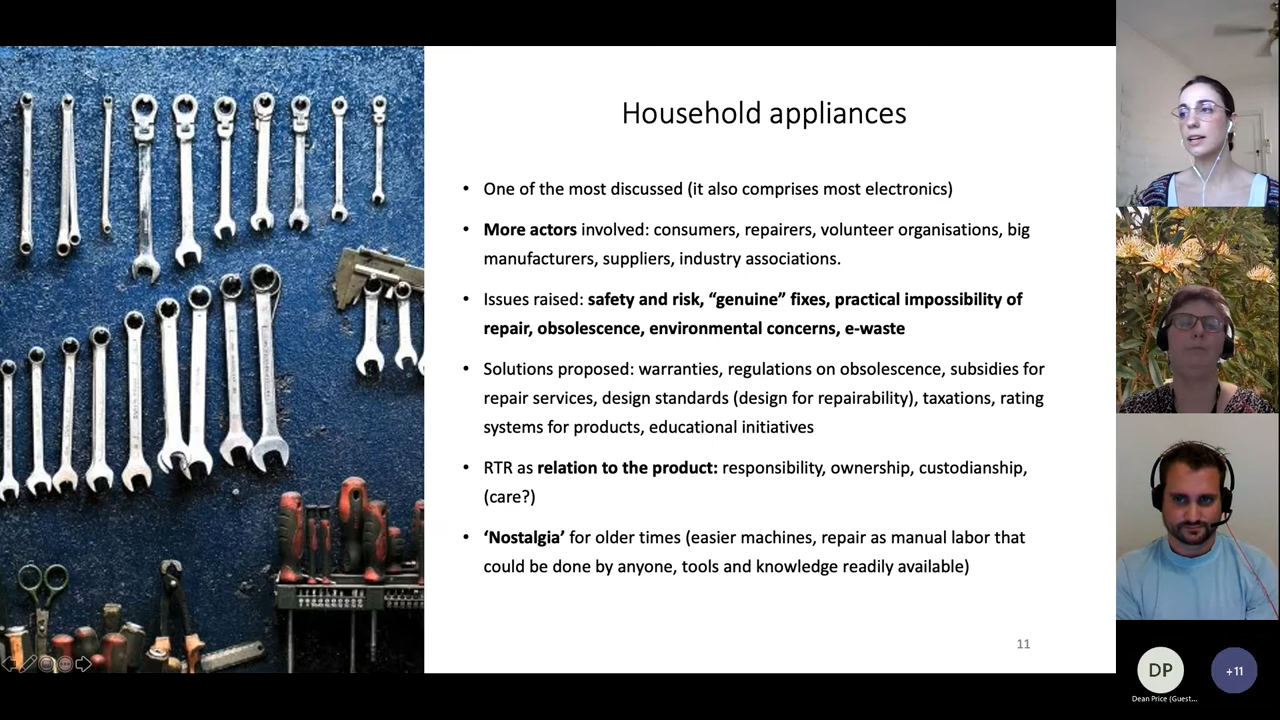 Household appliances
• One of the most discussed (it also comprises most electronics)
• More actors involved: consumers, repairers, volunteer organisations, big
manufacturers, suppliers, industry associations.
• Issues raised: safety and risk, “genuine” fixes, practical impossibility of
repair, obsolescence, environmental concerns, e-waste
• Solutions proposed: warranties, regulations on obsolescence, subsidies for
repair services, design standards (design for repairability), taxations, rating
systems for products, educational initiatives
• RTR as relation to the product: responsibility, ownership, custodianship,
(care?)
• ‘Nostalgia’ for older times (easier machines, repair as manual labor that
could be done by anyone, tools and knowledge readily available)
11
DP
+11
Dean Price (Guest...